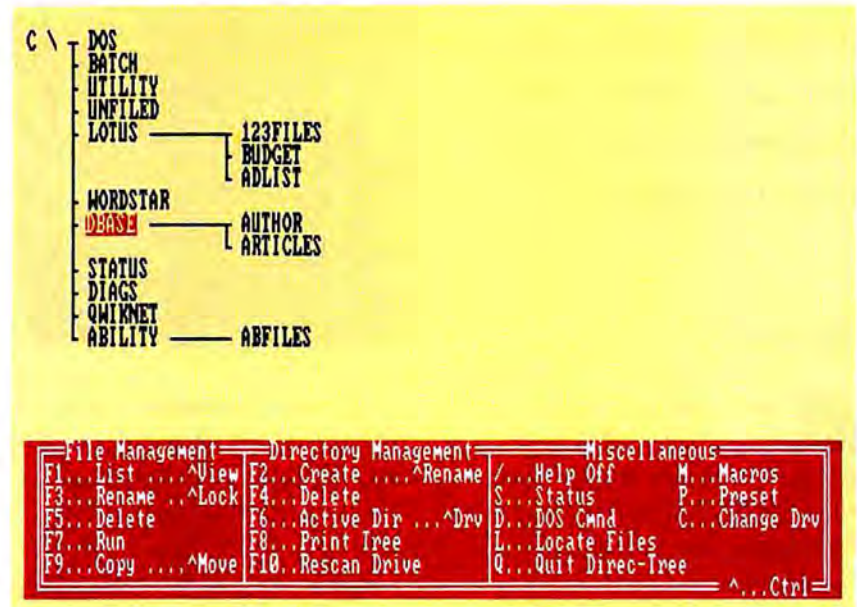 C \ DOS
BATCH
UTILITY
UNFILED
LOTUS 123FILES
BUDGET
ADLIST
WORDSTAR
DBASE AUTHOR
ARTICLES
STATUS
DIAGS
QWIKNET
ABILITY ABFILES
File Management Directory Management Miscellaneous
F1...List ....^View F2...Create ....^Rename /...Help Off M...Macros
F3...Rename ..^Lock F4...Delete S...Status P...Preset
F5...Delete F6...Active Dir ...^Drv D...DOS Cmnd C...Change Drv
F7...Run F8...Print Tree L...Locate Files
F9...Copy ....^Move F10..Rescan Drive Q...Quit Direc-Tree
^...Ctrl